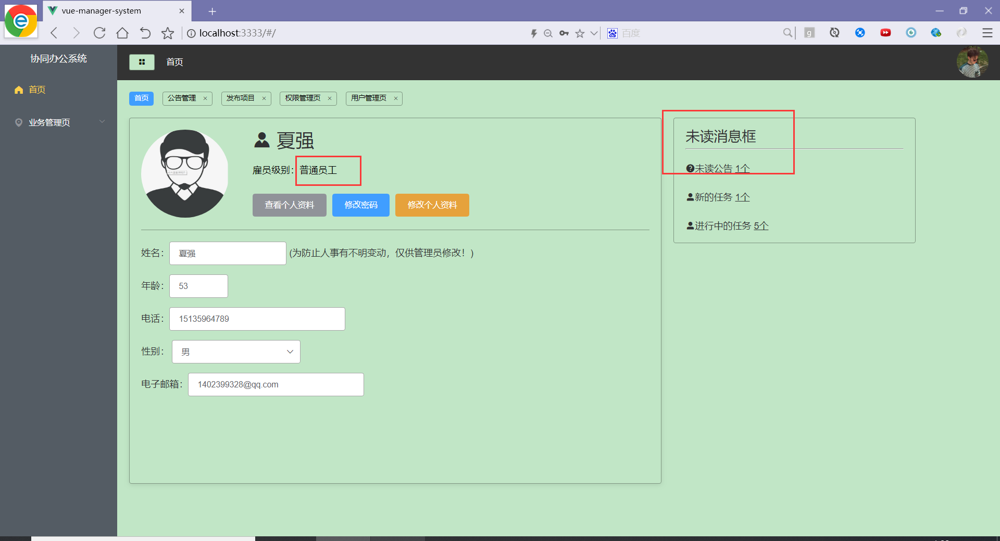 vue-manager-system
localhost:3333/#/
百度
协同办公系统
首页
首页
业务管理页
首页 公告管理 发布项目 权限管理页 用户管理页
夏强
雇员级别：普通员工
查看个人资料 修改密码 修改个人资料
姓名： 夏强 (为防止人事有不明变动，仅供管理员修改！)
年龄： 53
电话： 15135964789
性别： 男
电子邮箱： 1402399328@qq.com
未读消息框
未读公告 1个
新的任务 1个
进行中的任务 5个